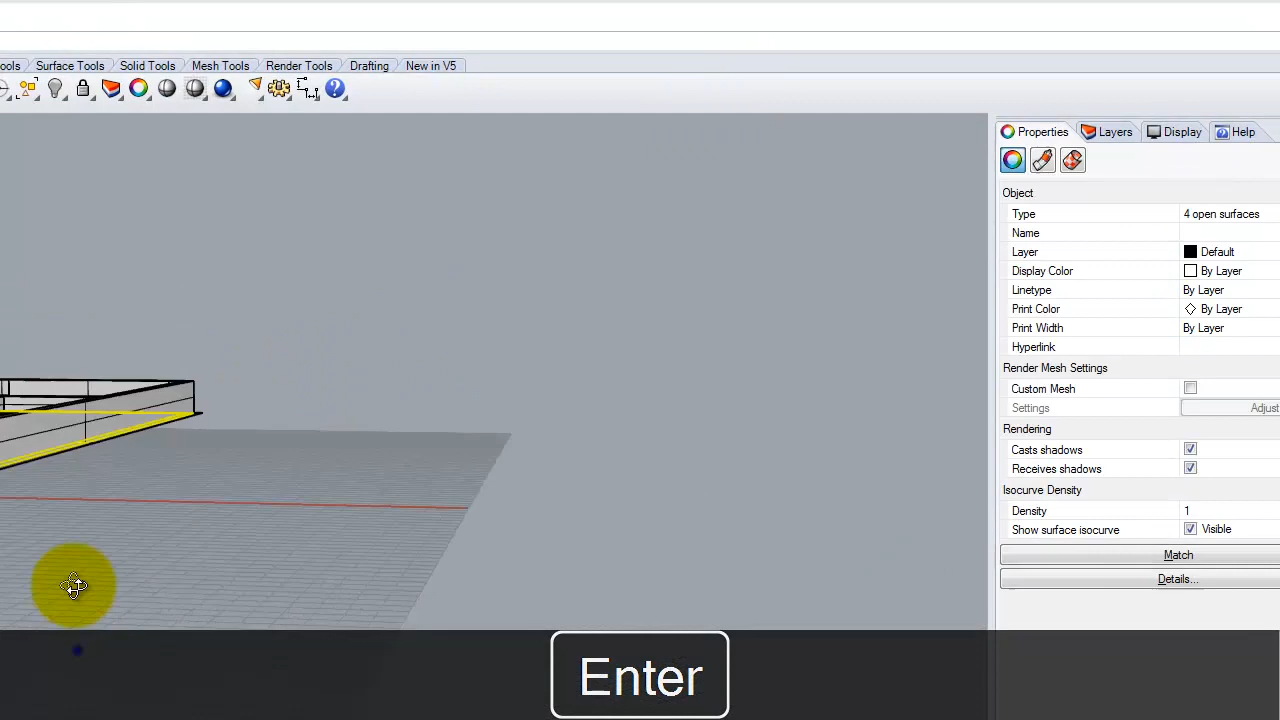 ools Surface Tools Solid Tools Mesh Tools Render Tools Drafting New in V5
Properties Layers Display Help
Object
Type 4 open surfaces
Name
Layer Default
Display Color By Layer
Linetype By Layer
Print Color By Layer
Print Width By Layer
Hyperlink
Render Mesh Settings
Custom Mesh
Settings Adjust
Rendering
Casts shadows
Receives shadows
Isocurve Density
Density 1
Show surface isocurve Visible
Match
Details...
Enter